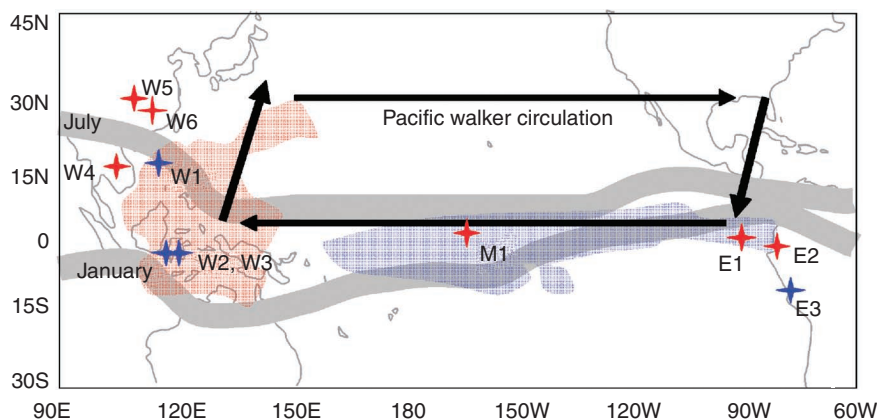 45N
30N
15N
0
15S
30S
W5
W6
July
Pacific walker circulation
W4
W1
January
W2, W3
M1
E1
E2
E3
90E 120E 150E 180 150W 120W 90W 60W